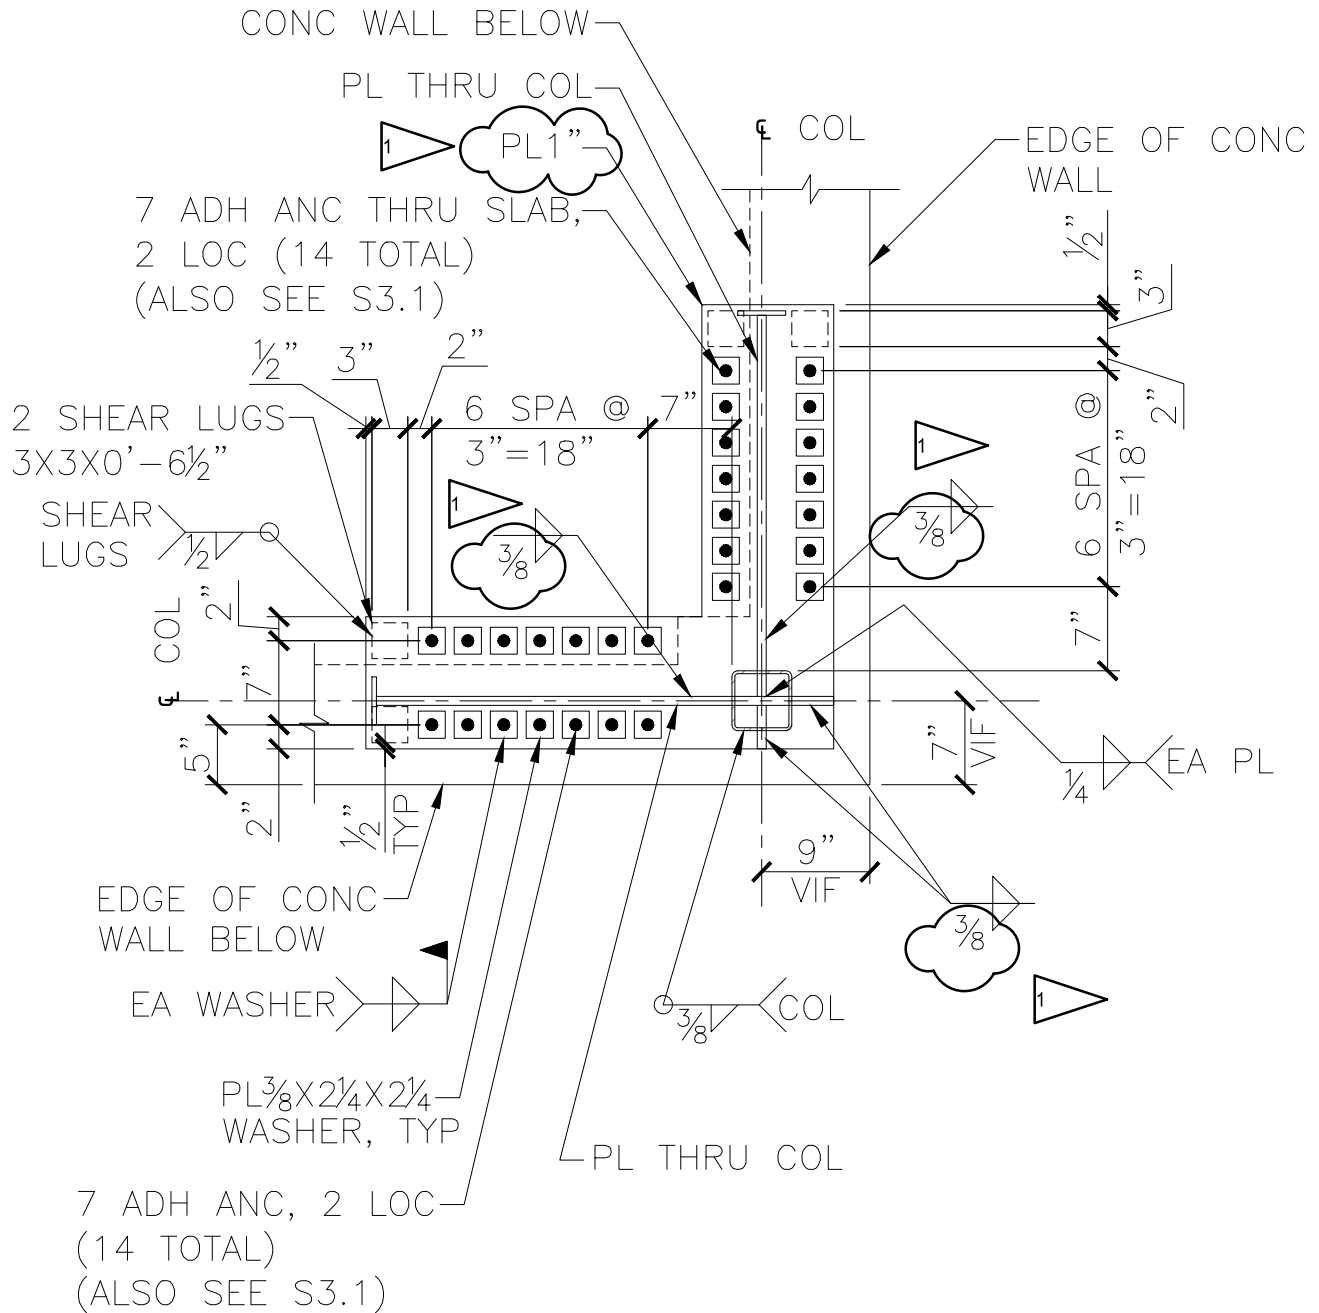 CONC WALL BELOW
PL THRU COL
1
PL1"
℄ COL
EDGE OF CONC
WALL
7 ADH ANC THRU SLAB,
2 LOC (14 TOTAL)
(ALSO SEE S3.1)
½"
3"
½"
3"
2"
2 SHEAR LUGS
3X3X0'-6½"
6 SPA @
3"=18"
7"
6 SPA @
3"=18"
2"
1
1
SHEAR
LUGS
½
3/8
3/8
2"
℄ COL
7"
7"
5"
2"
½"
TYP
7"
VIF
¼
EA PL
9"
VIF
EDGE OF CONC
WALL BELOW
3/8
1
EA WASHER
3/8
COL
PL3/8X2¼X2¼
WASHER, TYP
PL THRU COL
7 ADH ANC, 2 LOC
(14 TOTAL)
(ALSO SEE S3.1)